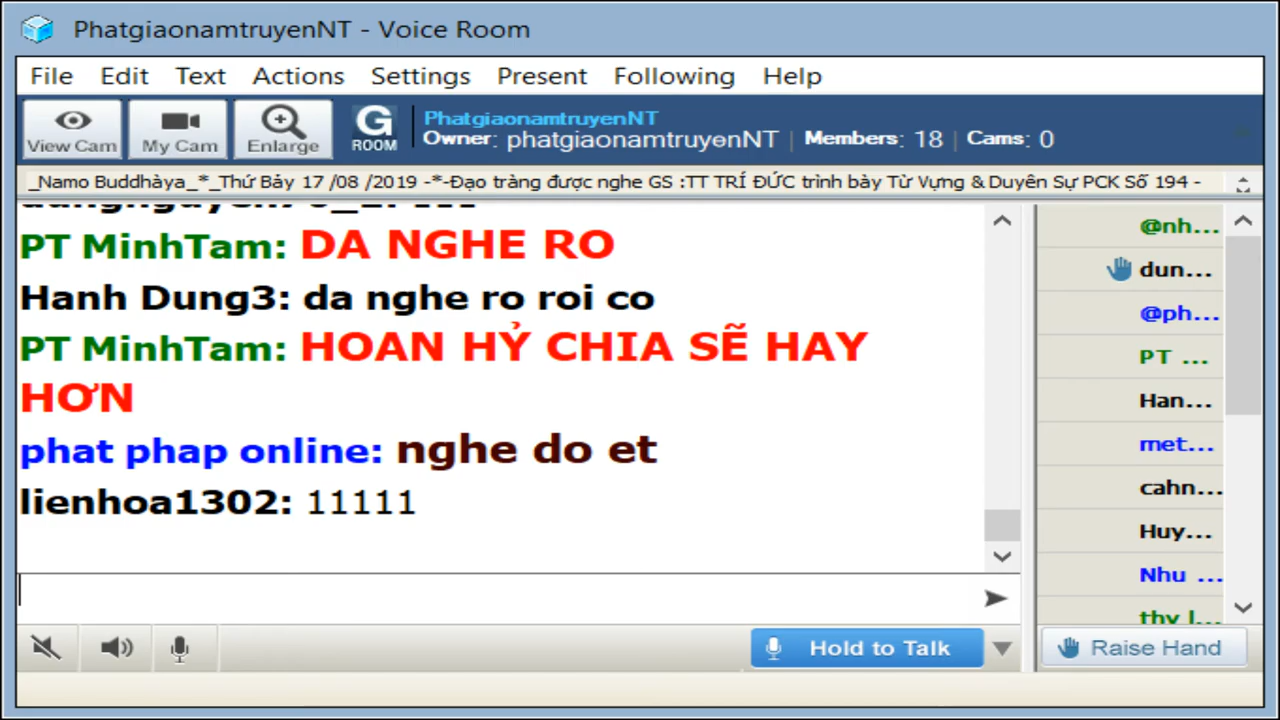 PhatgiaonamtruyenNT - Voice Room
File Edit Text Actions Settings Present Following Help
View Cam My Cam Enlarge G ROOM
PhatgiaonamtruyenNT
Owner: phatgiaonamtruyenNT | Members: 18 | Cams: 0
_Namo Buddhàya_*_Thứ Bảy 17 /08 /2019 -*-Đạo tràng được nghe GS :TT TRÍ ĐỨC trình bày Từ Vựng & Duyên Sự PCK Số 194 -
PT MinhTam: DA NGHE RO
Hanh Dung3: da nghe ro roi co
PT MinhTam: HOAN HỶ CHIA SẼ HAY
HƠN
phat phap online: nghe do et
lienhoa1302: 11111
@nh...
dun...
@ph...
PT ...
Han...
met...
cahn...
Huy...
Nhu ...
thy l...
Hold to Talk
Raise Hand